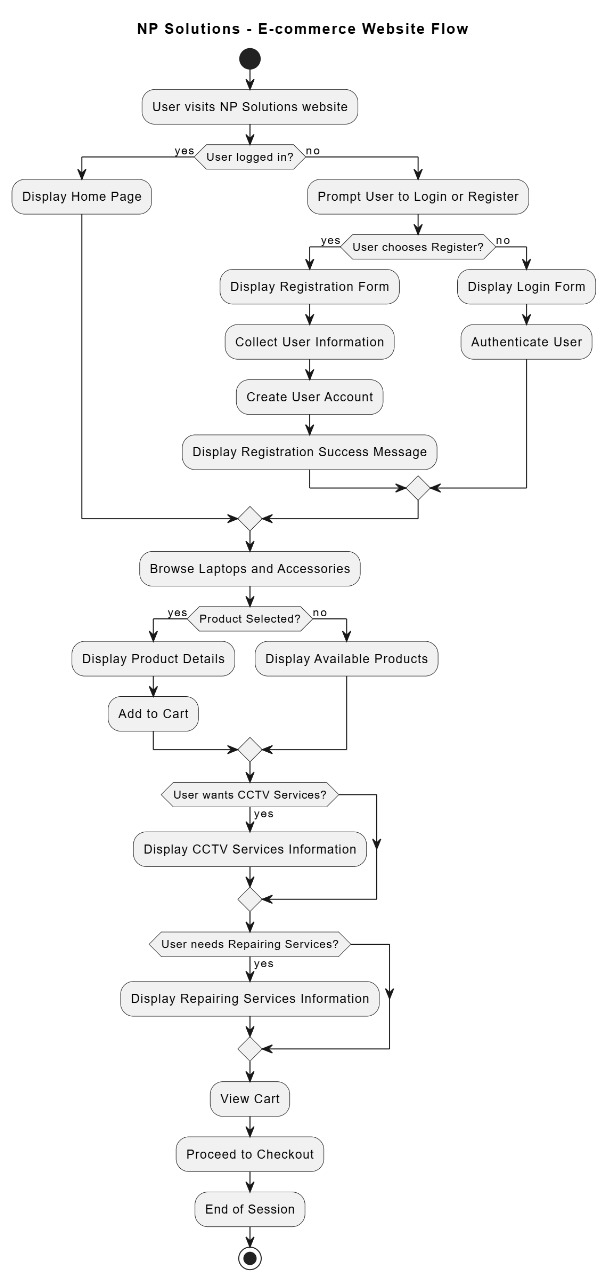 NP Solutions - E-commerce Website Flow
User visits NP Solutions website
yes
User logged in?
no
Display Home Page
Prompt User to Login or Register
yes
User chooses Register?
no
Display Registration Form
Display Login Form
Collect User Information
Authenticate User
Create User Account
Display Registration Success Message
Browse Laptops and Accessories
yes
Product Selected?
no
Display Product Details
Display Available Products
Add to Cart
User wants CCTV Services?
yes
Display CCTV Services Information
User needs Repairing Services?
yes
Display Repairing Services Information
View Cart
Proceed to Checkout
End of Session